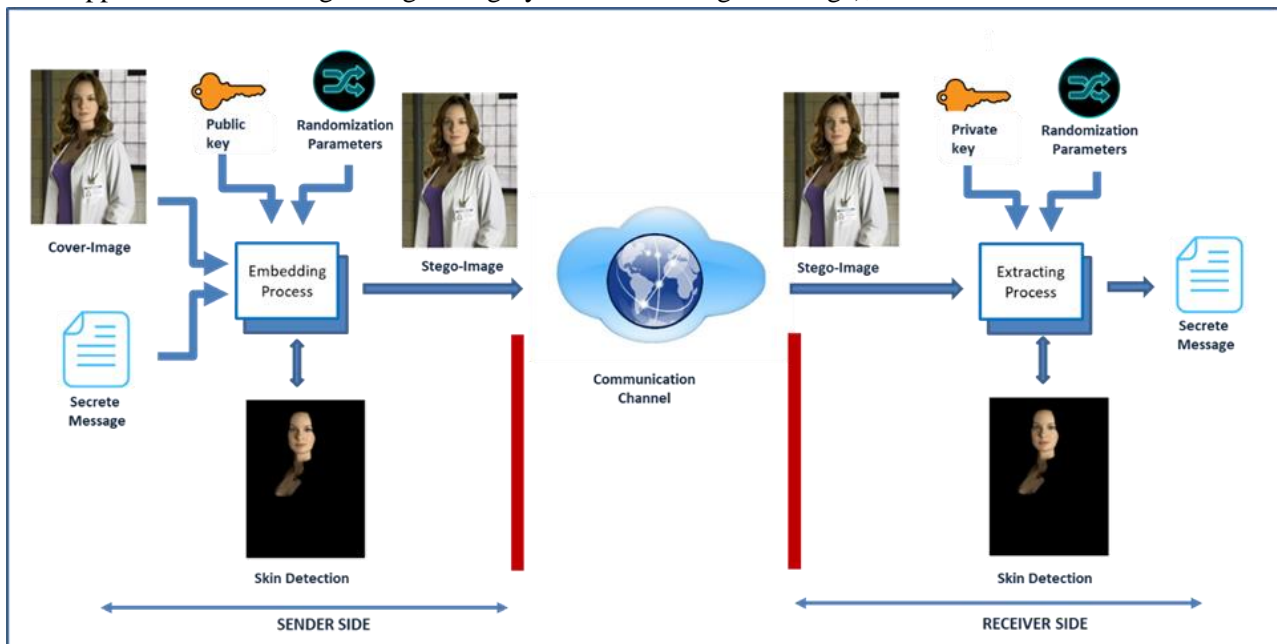 Public
key
Randomization
Parameters
Cover-Image
Embedding
Process
Stego-Image
Secrete
Message
Skin Detection
SENDER SIDE
Communication
Channel
Private
key
Randomization
Parameters
Stego-Image
Extracting
Process
Secrete
Message
Skin Detection
RECEIVER SIDE